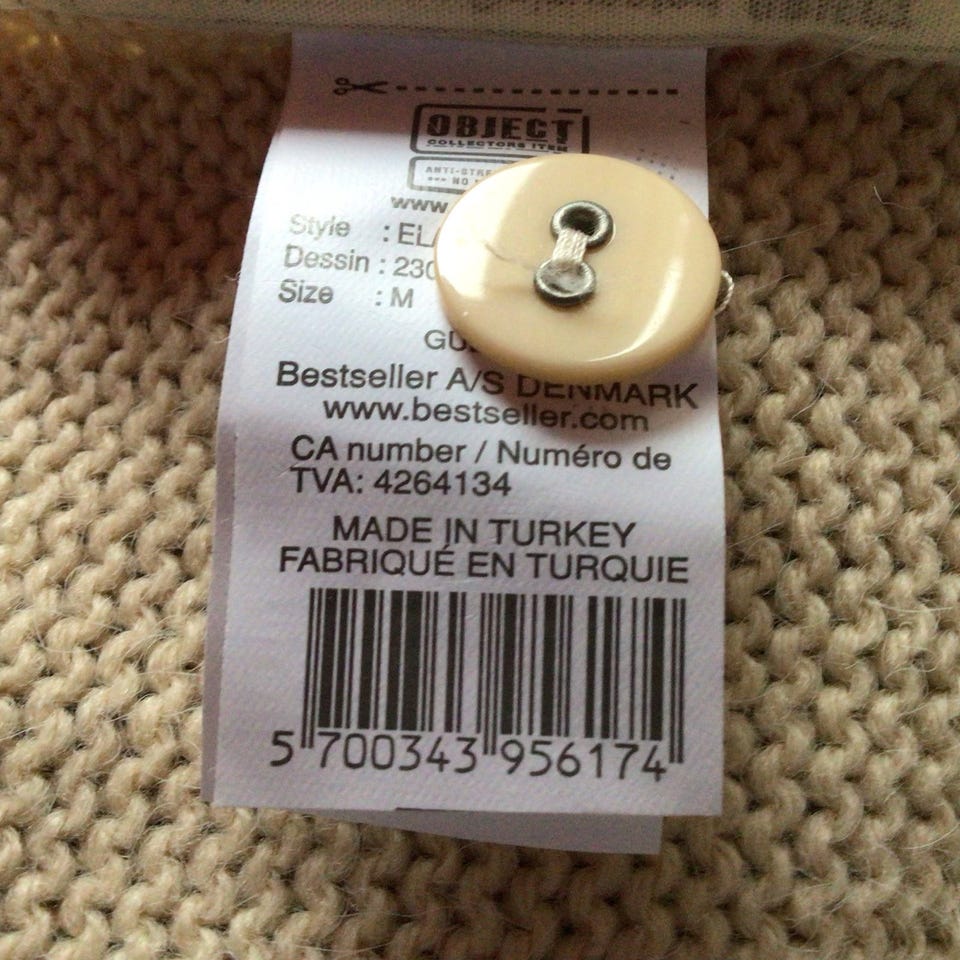 OBJECT
COLLECTORS ITEM
www.
Style : EL
Dessin : 230
Size : M
Bestseller A/S DENMARK
www.bestseller.com
CA number / Numéro de
TVA: 4264134
MADE IN TURKEY
FABRIQUÉ EN TURQUIE
5 700343 956174